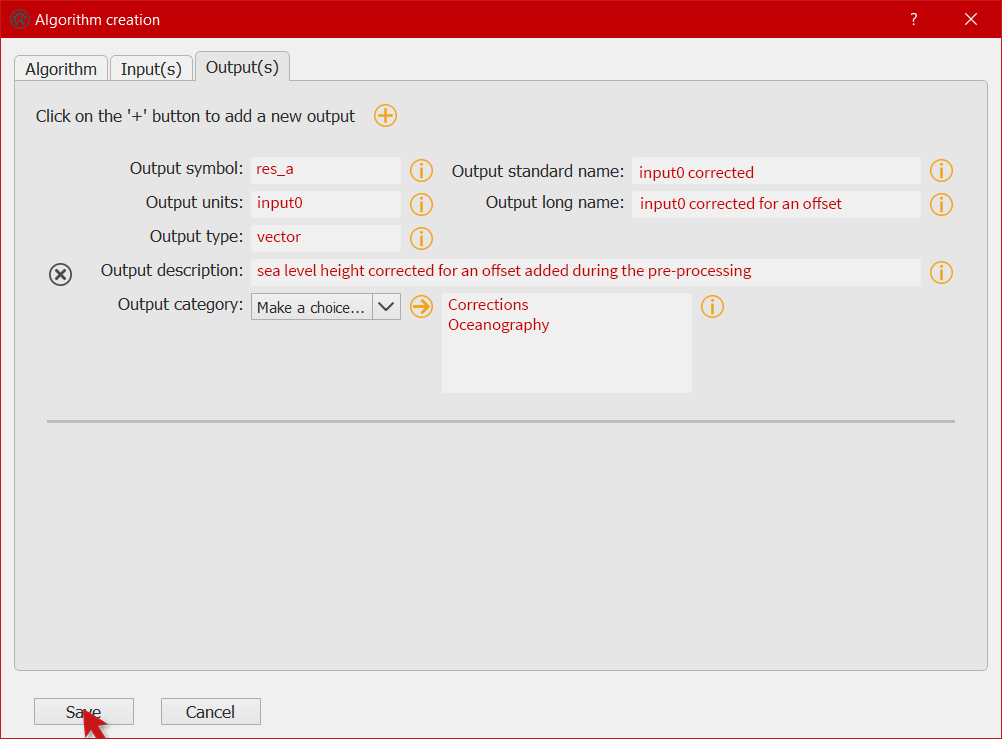 Algorithm creation ?
Algorithm Input(s) Output(s)
Click on the '+' button to add a new output
Output symbol: res_a Output standard name: input0 corrected
Output units: input0 Output long name: input0 corrected for an offset
Output type: vector
Output description: sea level height corrected for an offset added during the pre-processing
Output category: Make a choice... Corrections
Oceanography
Save Cancel